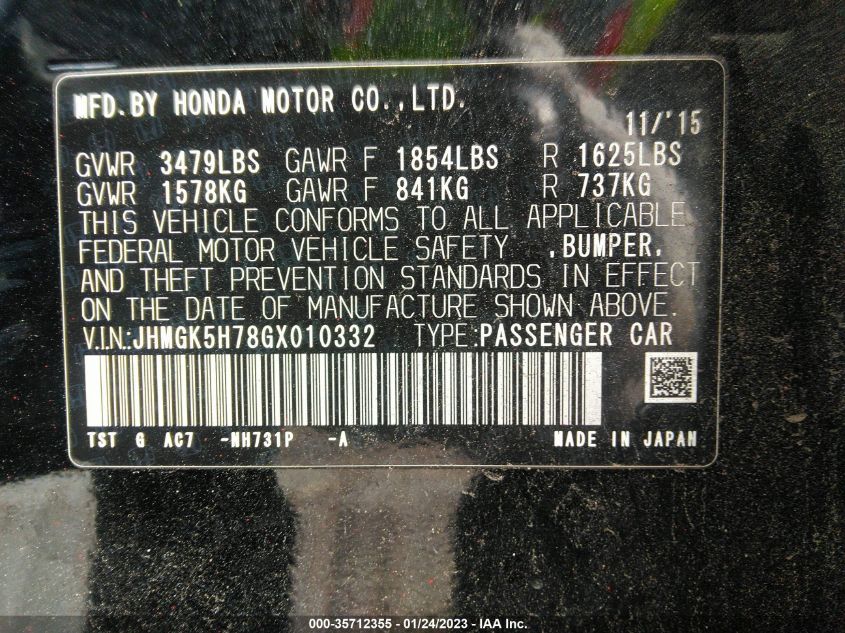 MFD. BY HONDA MOTOR CO.,LTD.
11/'15
GVWR 3479LBS GAWR F 1854LBS R 1625LBS
GVWR 1578KG GAWR F 841KG R 737KG
THIS VEHICLE CONFORMS TO ALL APPLICABLE
FEDERAL MOTOR VEHICLE SAFETY ,BUMPER,
AND THEFT PREVENTION STANDARDS IN EFFECT
ON THE DATE OF MANUFACTURE SHOWN ABOVE.
V.I.N.:JHMGK5H78GX010332 TYPE:PASSENGER CAR
TST G AC7 -NH731P -A MADE IN JAPAN
000-35712355 - 01/24/2023 - IAA Inc.